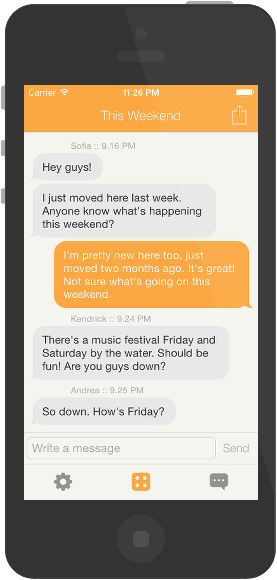 Carrier 11:26 PM
This Weekend
Sofia :: 9.16 PM
Hey guys!
I just moved here last week.
Anyone know what's happening
this weekend?
I'm pretty new here too, just
moved two months ago. It's great!
Not sure what's going on this
weekend.
Kendrick :: 9.24 PM
There's a music festival Friday and
Saturday by the water. Should be
fun! Are you guys down?
Andrea :: 9.25 PM
So down. How's Friday?
Write a message Send